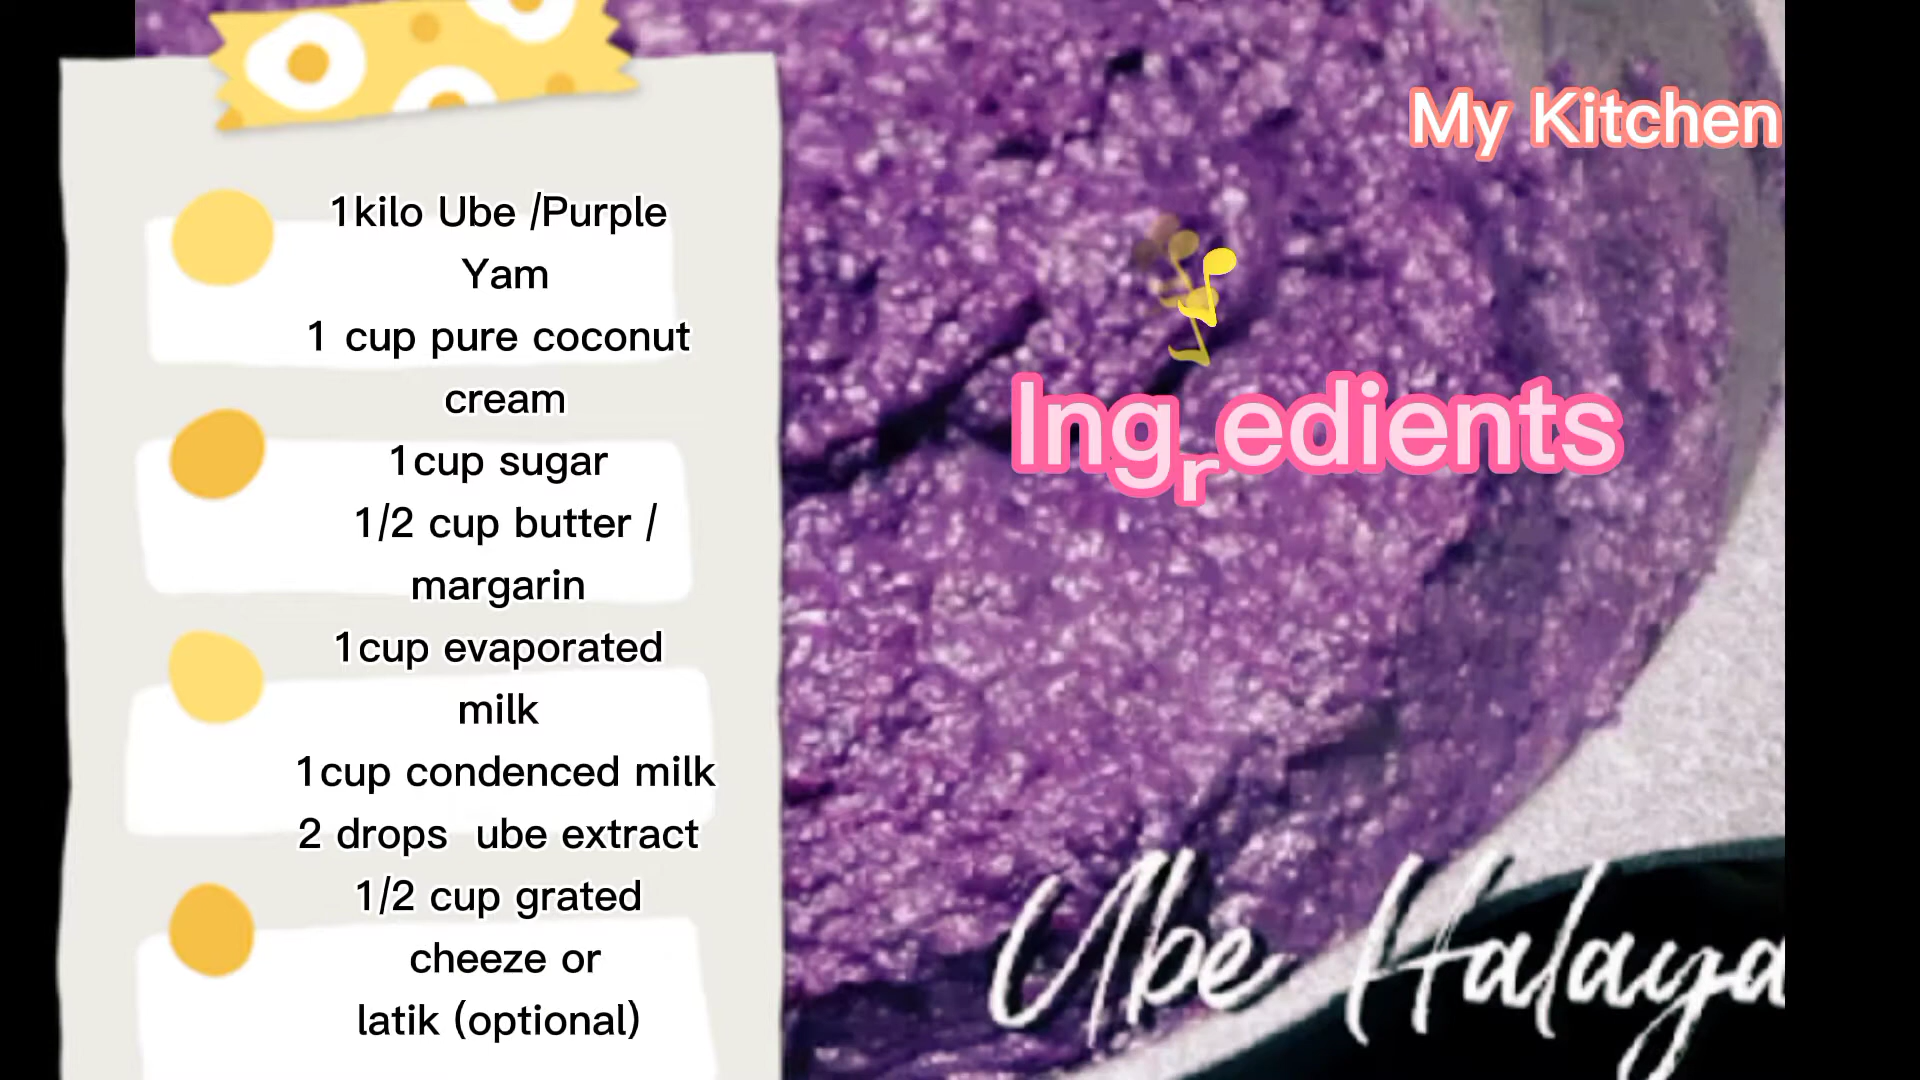 My Kitchen
1kilo Ube /Purple
Yam
1 cup pure coconut
cream
1cup sugar
1/2 cup butter /
margarin
1cup evaporated
milk
1cup condenced milk
2 drops ube extract
1/2 cup grated
cheeze or
latik (optional)
Ingredients
Ube Halaya